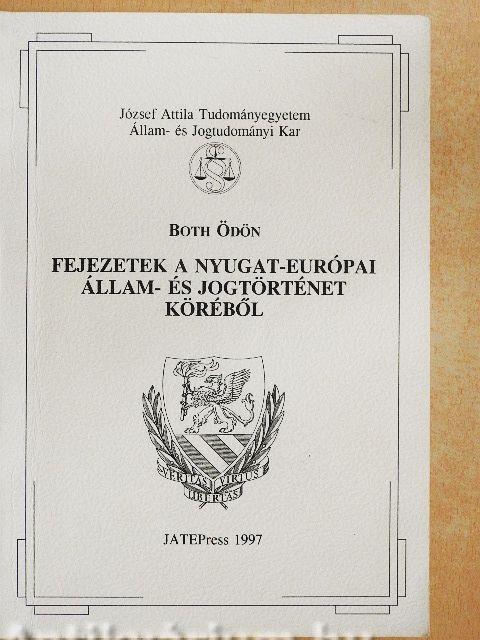 József Attila Tudományegyetem
Állam- és Jogtudományi Kar
BOTH ÖDÖN
FEJEZETEK A NYUGAT-EURÓPAI
ÁLLAM- ÉS JOGTÖRTÉNET
KÖRÉBŐL
VERITAS VIRTUS
LIBERTAS
JATEPress 1997